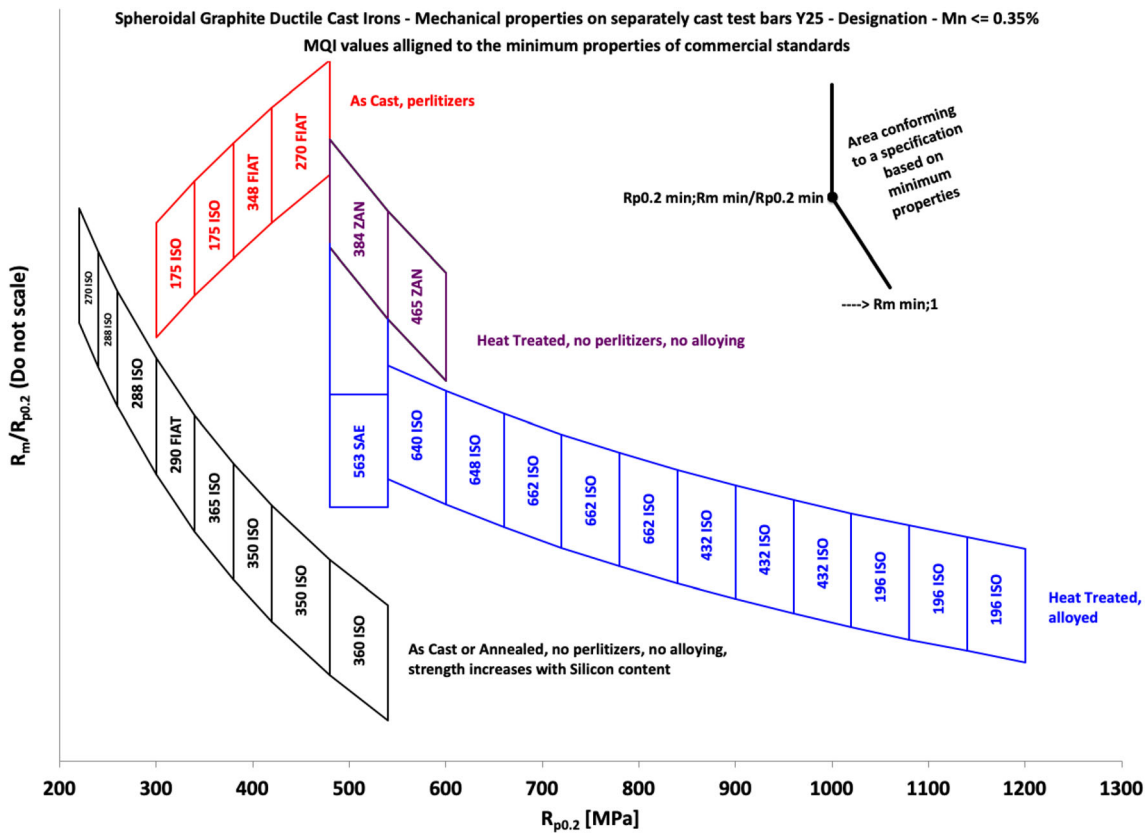 Spheroidal Graphite Ductile Cast Irons - Mechanical properties on separately cast test bars Y25 - Designation - Mn <= 0.35%
MQI values alligned to the minimum properties of commercial standards
As Cast, perlitizers
Area conforming
to a specification
based on
minimum
properties
Rp0.2 min;Rm min/Rp0.2 min
----> Rm min;1
175 ISO
175 ISO
348 FIAT
270 FIAT
384 ZAN
465 ZAN
Heat Treated, no perlitizers, no alloying
270 ISO
288 ISO
288 ISO
290 FIAT
365 ISO
350 ISO
350 ISO
360 ISO
563 SAE
640 ISO
648 ISO
662 ISO
662 ISO
662 ISO
432 ISO
432 ISO
432 ISO
196 ISO
196 ISO
196 ISO
Heat Treated,
alloyed
As Cast or Annealed, no perlitizers, no alloying,
strength increases with Silicon content
Rm/Rp0.2 (Do not scale)
200 300 400 500 600 700 800 900 1000 1100 1200 1300
Rp0.2 [MPa]